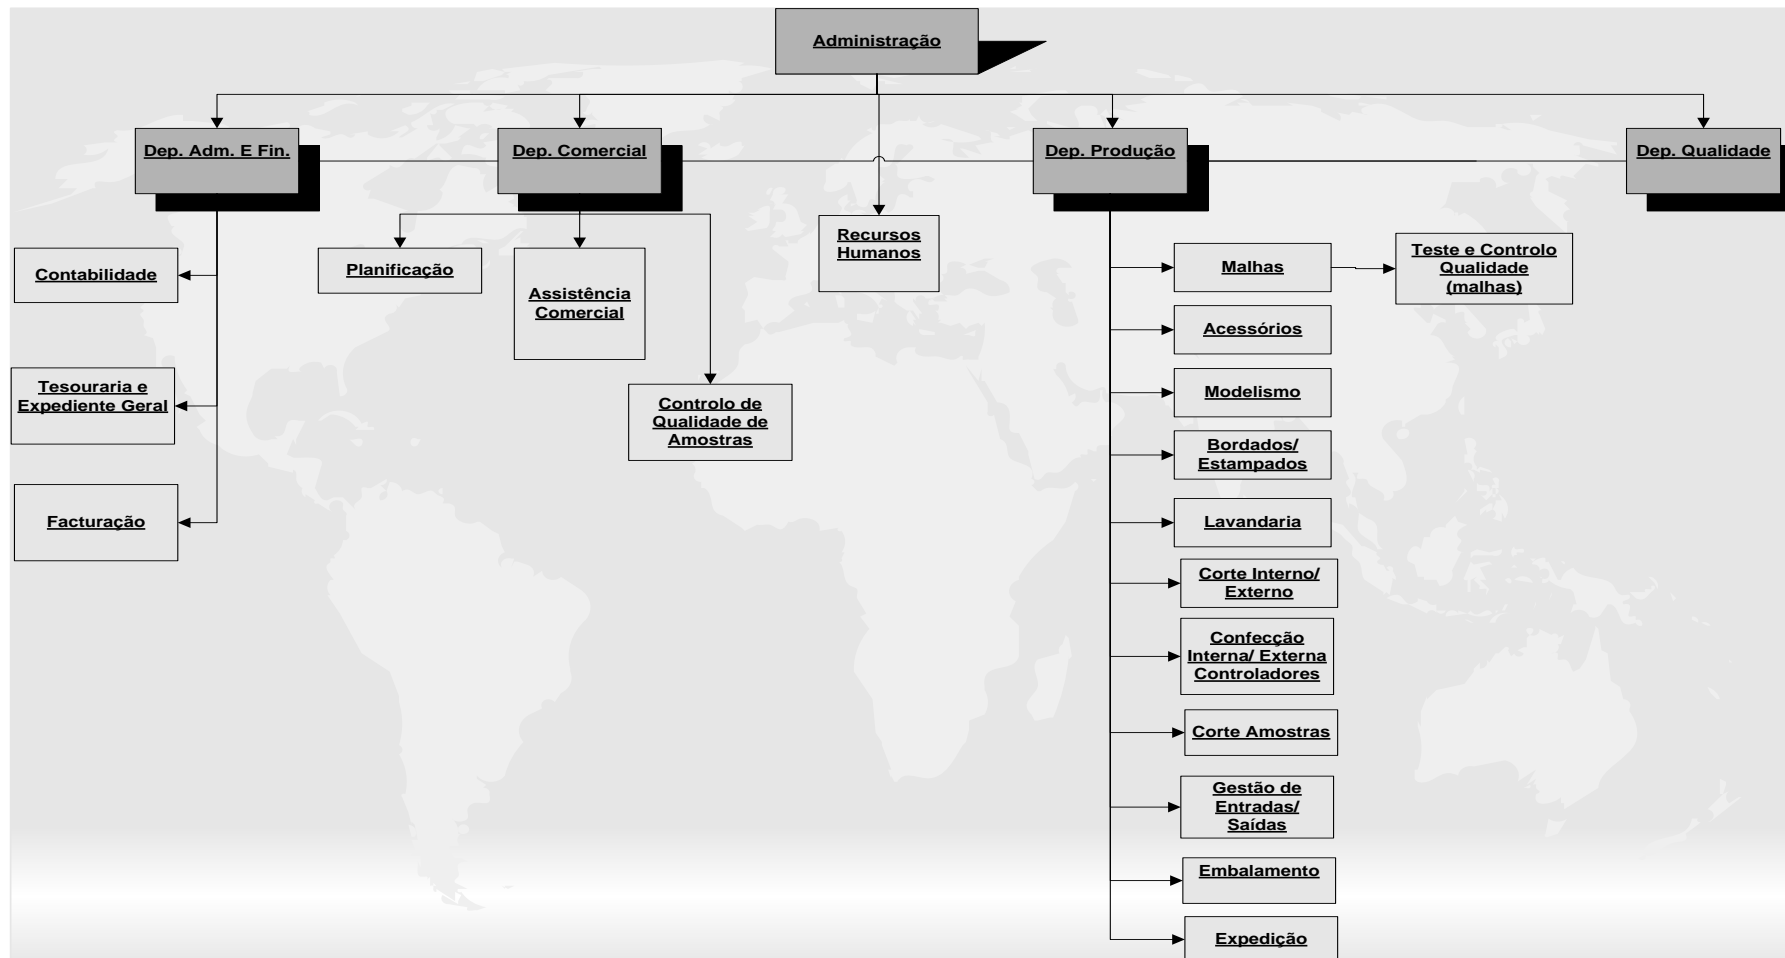 Administração
Dep. Adm. E Fin.
Dep. Comercial
Dep. Produção
Dep. Qualidade
Contabilidade
Tesouraria e
Expediente Geral
Facturação
Planificação
Assistência
Comercial
Controlo de
Qualidade de
Amostras
Recursos
Humanos
Malhas
Teste e Controlo
Qualidade
(malhas)
Acessórios
Modelismo
Bordados/
Estampados
Lavandaria
Corte Interno/
Externo
Confecção
Interna/ Externa
Controladores
Corte Amostras
Gestão de
Entradas/
Saídas
Embalamento
Expedição